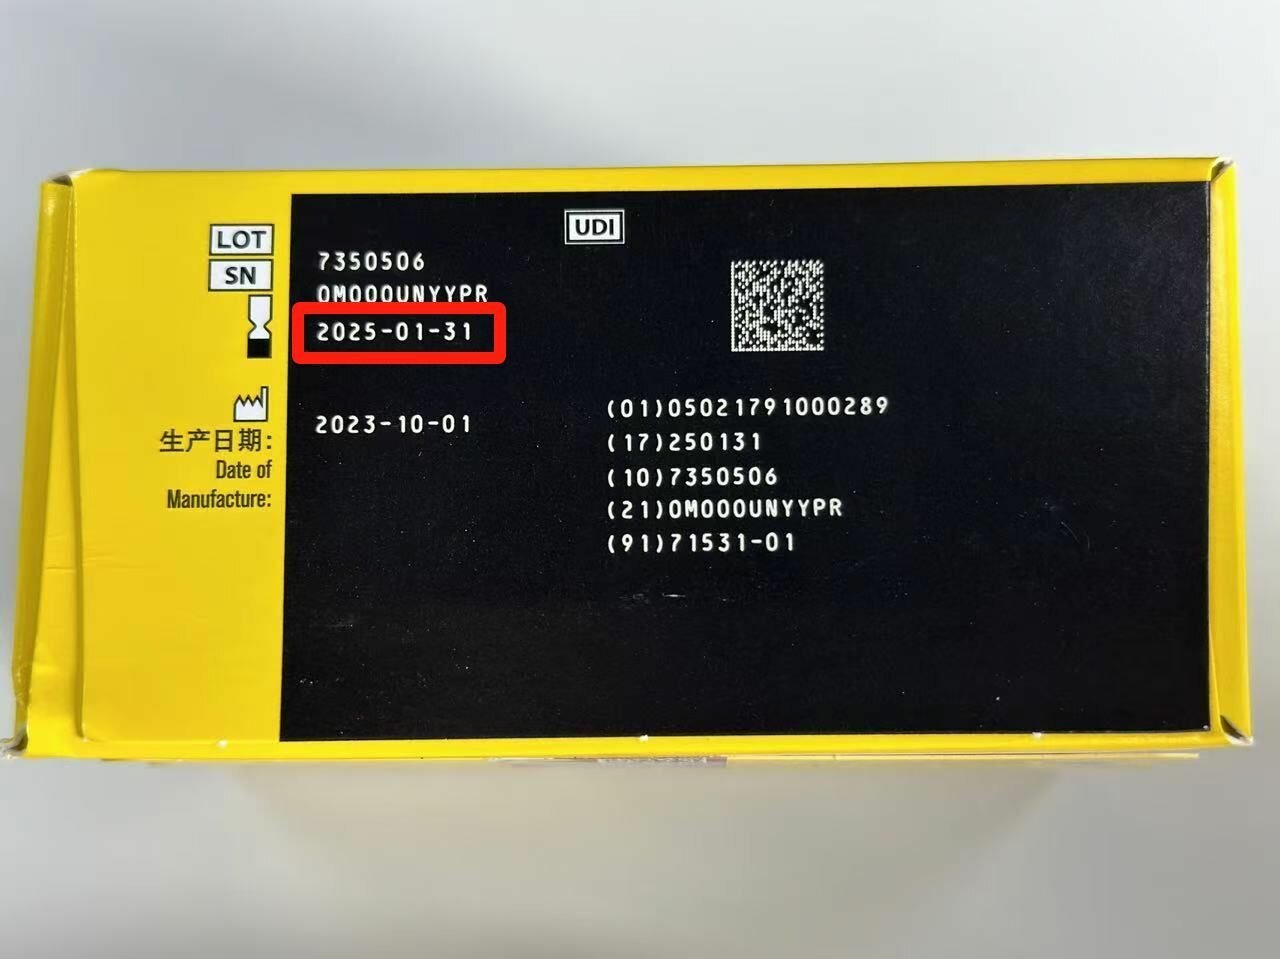 UDI
LOT 7350506
SN 0M000UNYYPR
2025-01-31
生产日期: 2023-10-01
Date of
Manufacture:
(01)05021791000289
(17)250131
(10)7350506
(21)0M000UNYYPR
(91)71531-01